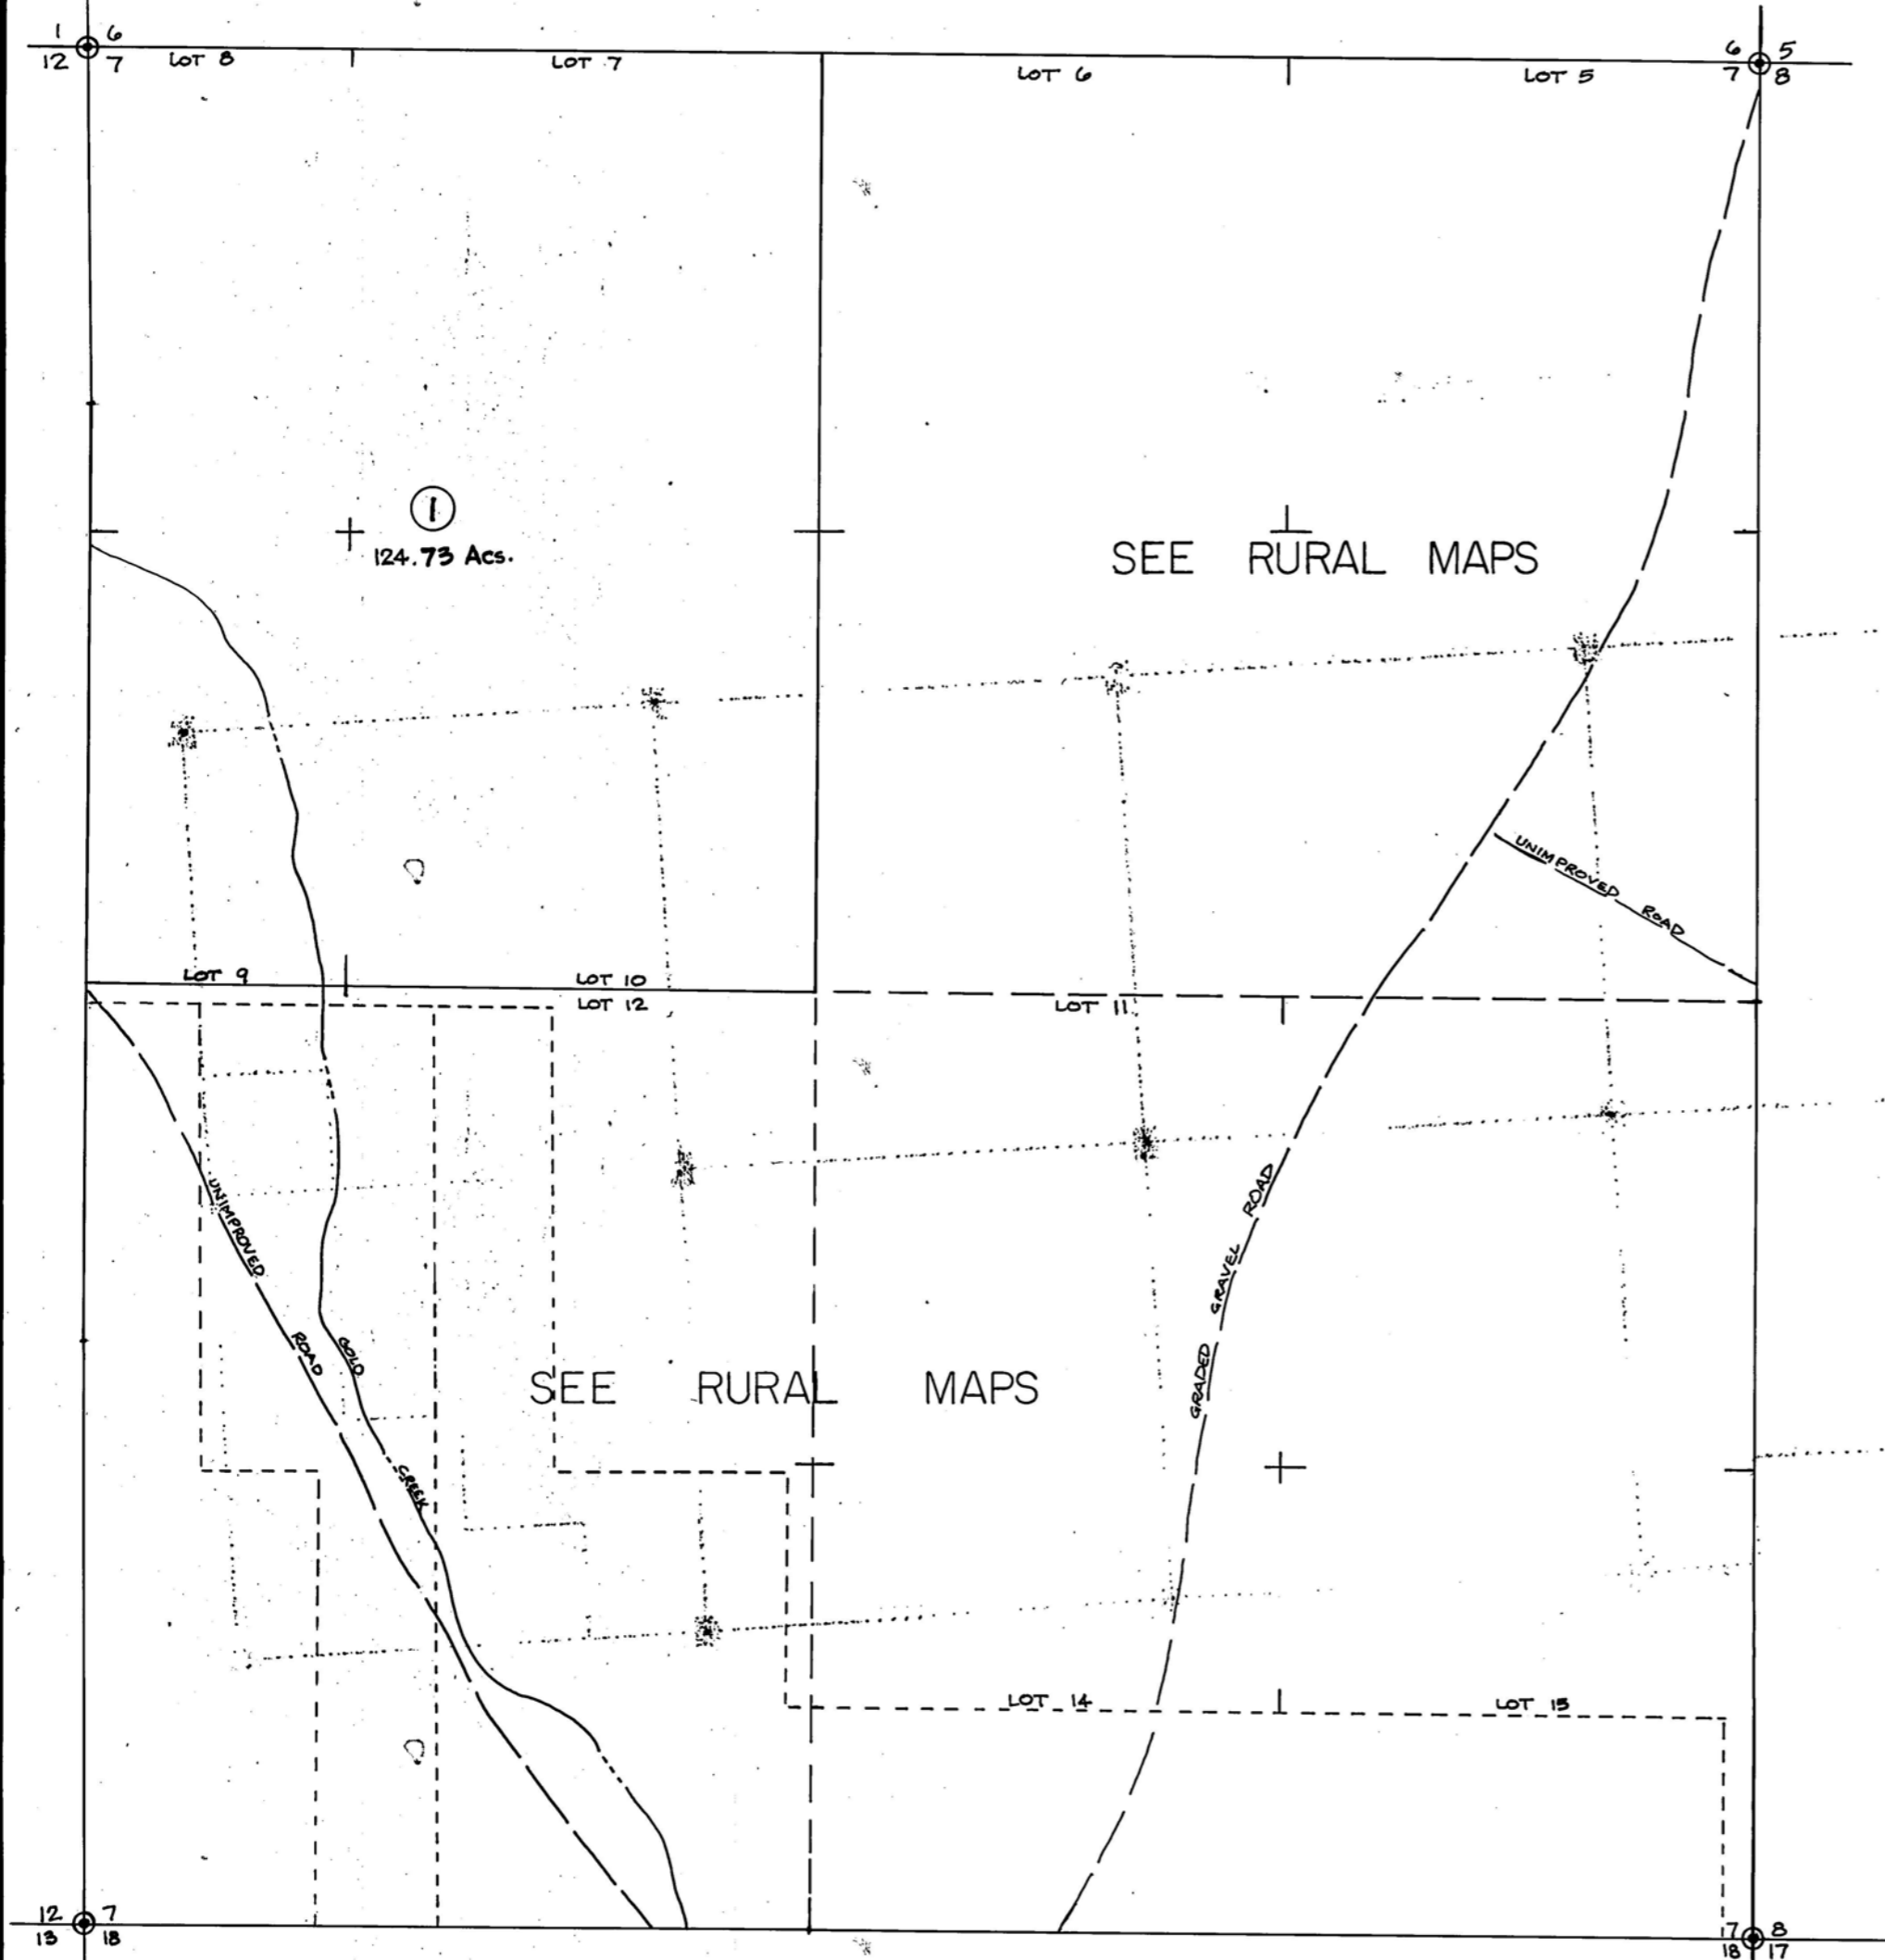 1 6
12 7
LOT 8
LOT 7
LOT 6
LOT 5
6 5
7 8
1
124.73 Acs.
SEE RURAL MAPS
UNIMPROVED ROAD
LOT 9
LOT 10
LOT 12
LOT 11
UNIMPROVED ROAD
GOLD CREEK
GRADED GRAVEL ROAD
SEE RURAL MAPS
LOT 14
LOT 15
12 7
13 18
7 8
18 17